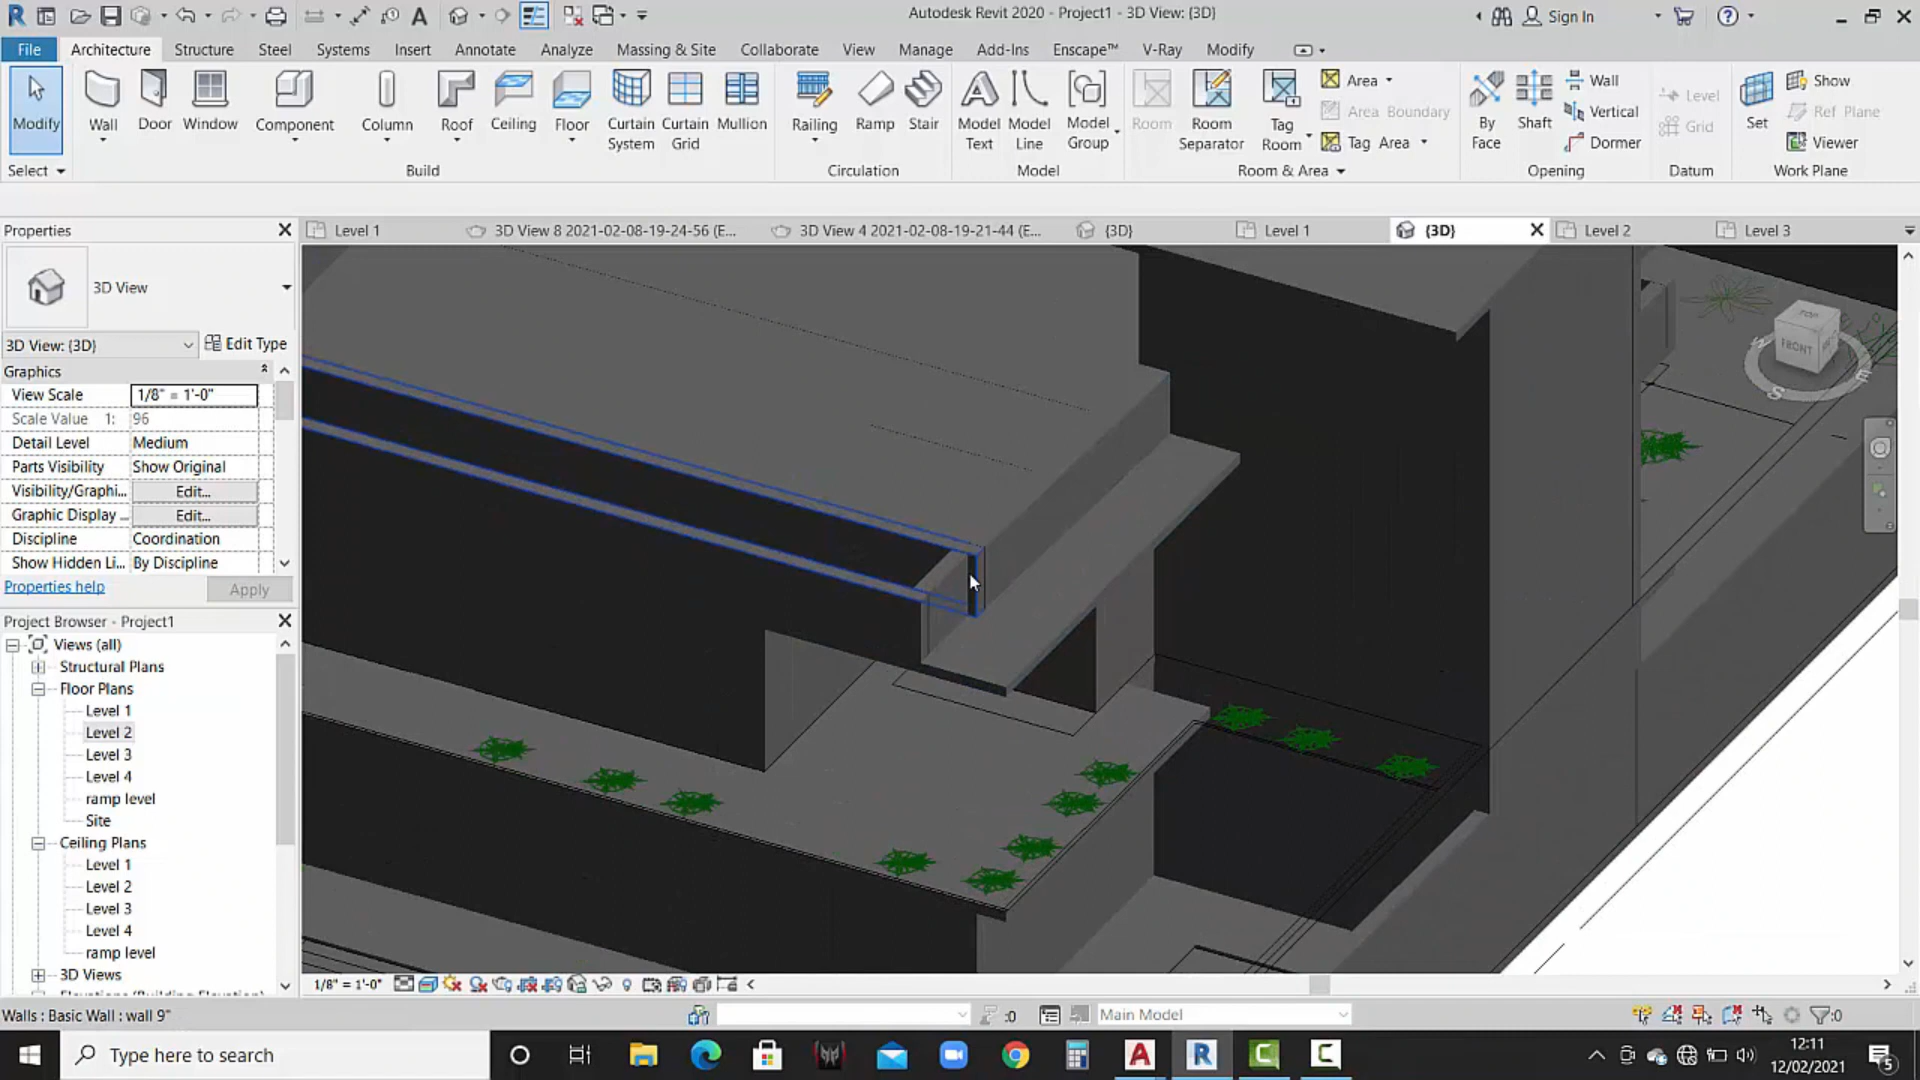 Autodesk Revit 2020 - Project1 - 3D View: {3D}
Sign In
File Architecture Structure Steel Systems Insert Annotate Analyze Massing & Site Collaborate View Manage Add-Ins Enscape™ V-Ray Modify
Modify
Wall
Door
Window
Component
Column
Roof
Ceiling
Floor
Curtain System
Curtain Grid
Mullion
Railing
Ramp
Stair
Model Text
Model Line
Model Group
Room
Room Separator
Tag Room
Area
Area Boundary
Tag Area
By Face
Shaft
Wall
Vertical
Dormer
Level
Grid
Set
Show
Ref Plane
Viewer
Select
Build
Circulation
Model
Room & Area
Opening
Datum
Work Plane
Properties
Level 1
3D View 8 2021-02-08-19-24-56 (E...
3D View 4 2021-02-08-19-21-44 (E...
{3D}
Level 1
{3D}
Level 2
Level 3
3D View
3D View: {3D}
Edit Type
Graphics
View Scale 1/8" = 1'-0"
Scale Value 1: 96
Detail Level Medium
Parts Visibility Show Original
Visibility/Graphi... Edit...
Graphic Display ... Edit...
Discipline Coordination
Show Hidden Li... By Discipline
Properties help
Apply
Project Browser - Project1
Views (all)
Structural Plans
Floor Plans
Level 1
Level 2
Level 3
Level 4
ramp level
Site
Ceiling Plans
Level 1
Level 2
Level 3
Level 4
ramp level
3D Views
Elevations (Building Elevation)
TOP
FRONT
S
E
1/8" = 1'-0"
Walls : Basic Wall : wall 9"
:0
Main Model
:0
Type here to search
12:11
12/02/2021
5